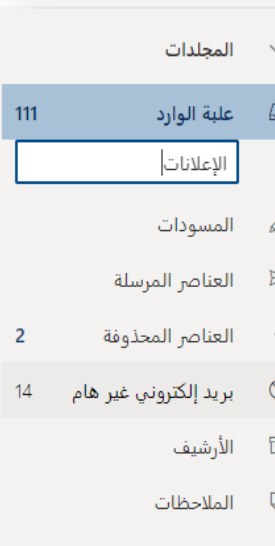 المجلدات
علبة الوارد 111
الإعلانات
المسودات
العناصر المرسلة
العناصر المحذوفة 2
بريد إلكتروني غير هام 14
الأرشيف
الملاحظات